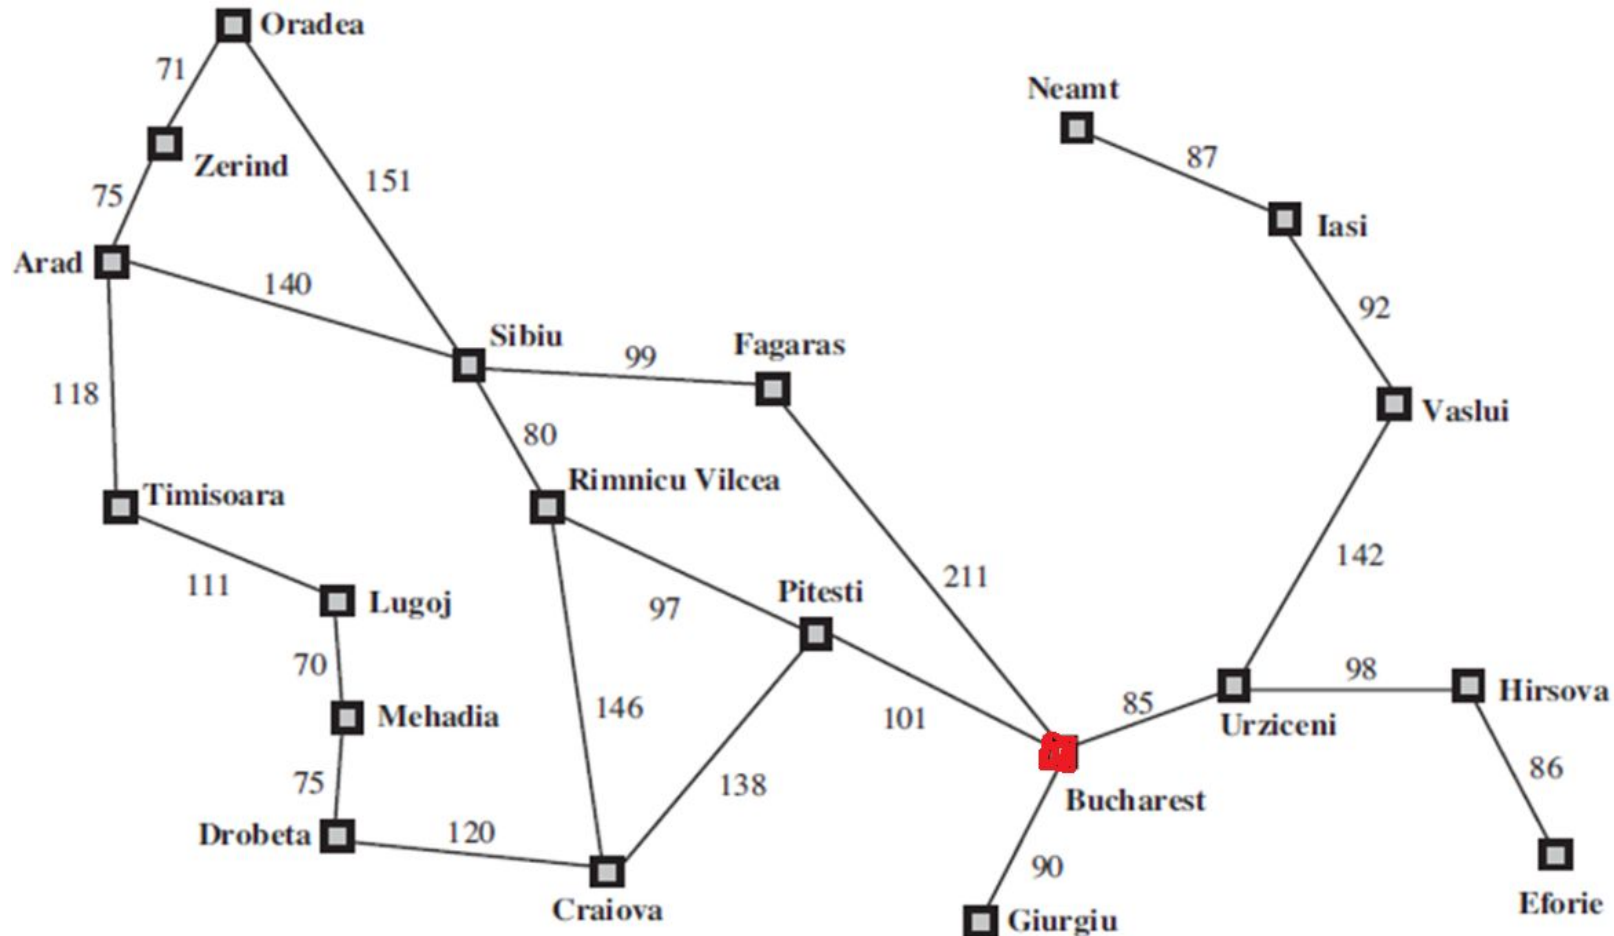 Oradea
71
Neamt
87
Zerind
151
75
Iasi
Arad
140
92
Sibiu
99
Fagaras
118
Vaslui
80
Rimnicu Vilcea
Timisoara
142
211
111
Lugoj
97
Pitesti
70
98
Hirsova
Mehadia
146
101
85
Urziceni
86
75
138
Bucharest
Drobeta
120
90
Craiova
Giurgiu
Eforie